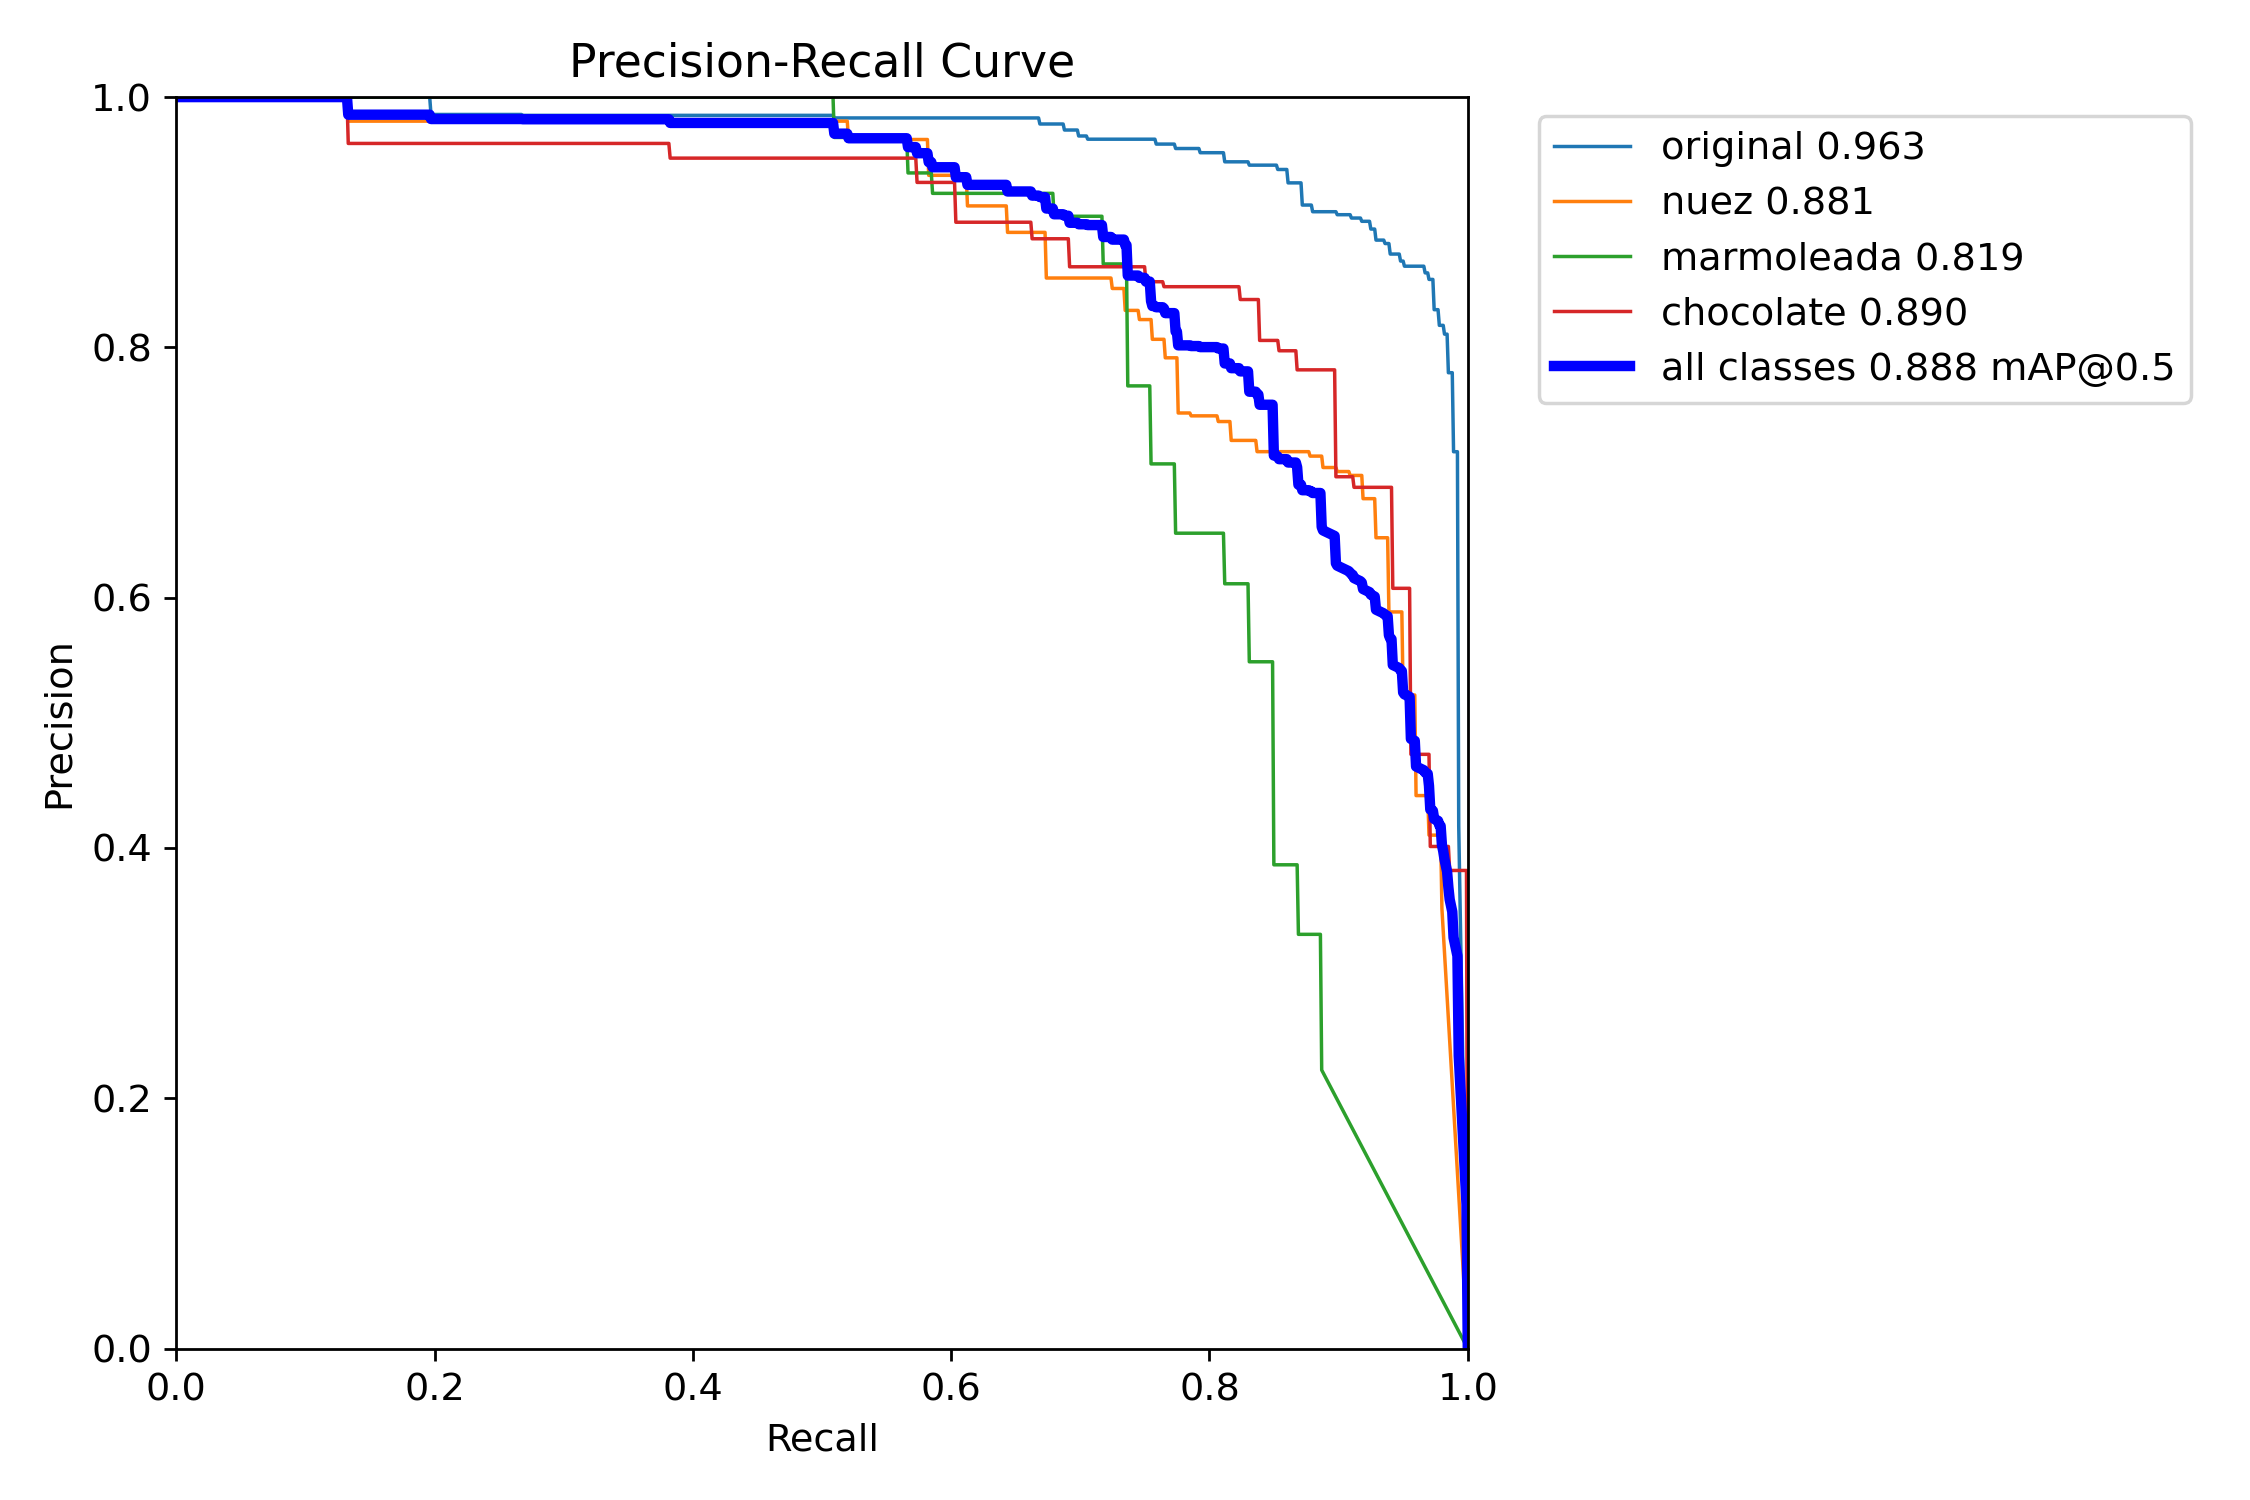 Precision-Recall Curve
1.0
0.8
0.6
0.4
0.2
0.0
Precision
0.0 0.2 0.4 0.6 0.8 1.0
Recall
original 0.963
nuez 0.881
marmoleada 0.819
chocolate 0.890
all classes 0.888 mAP@0.5